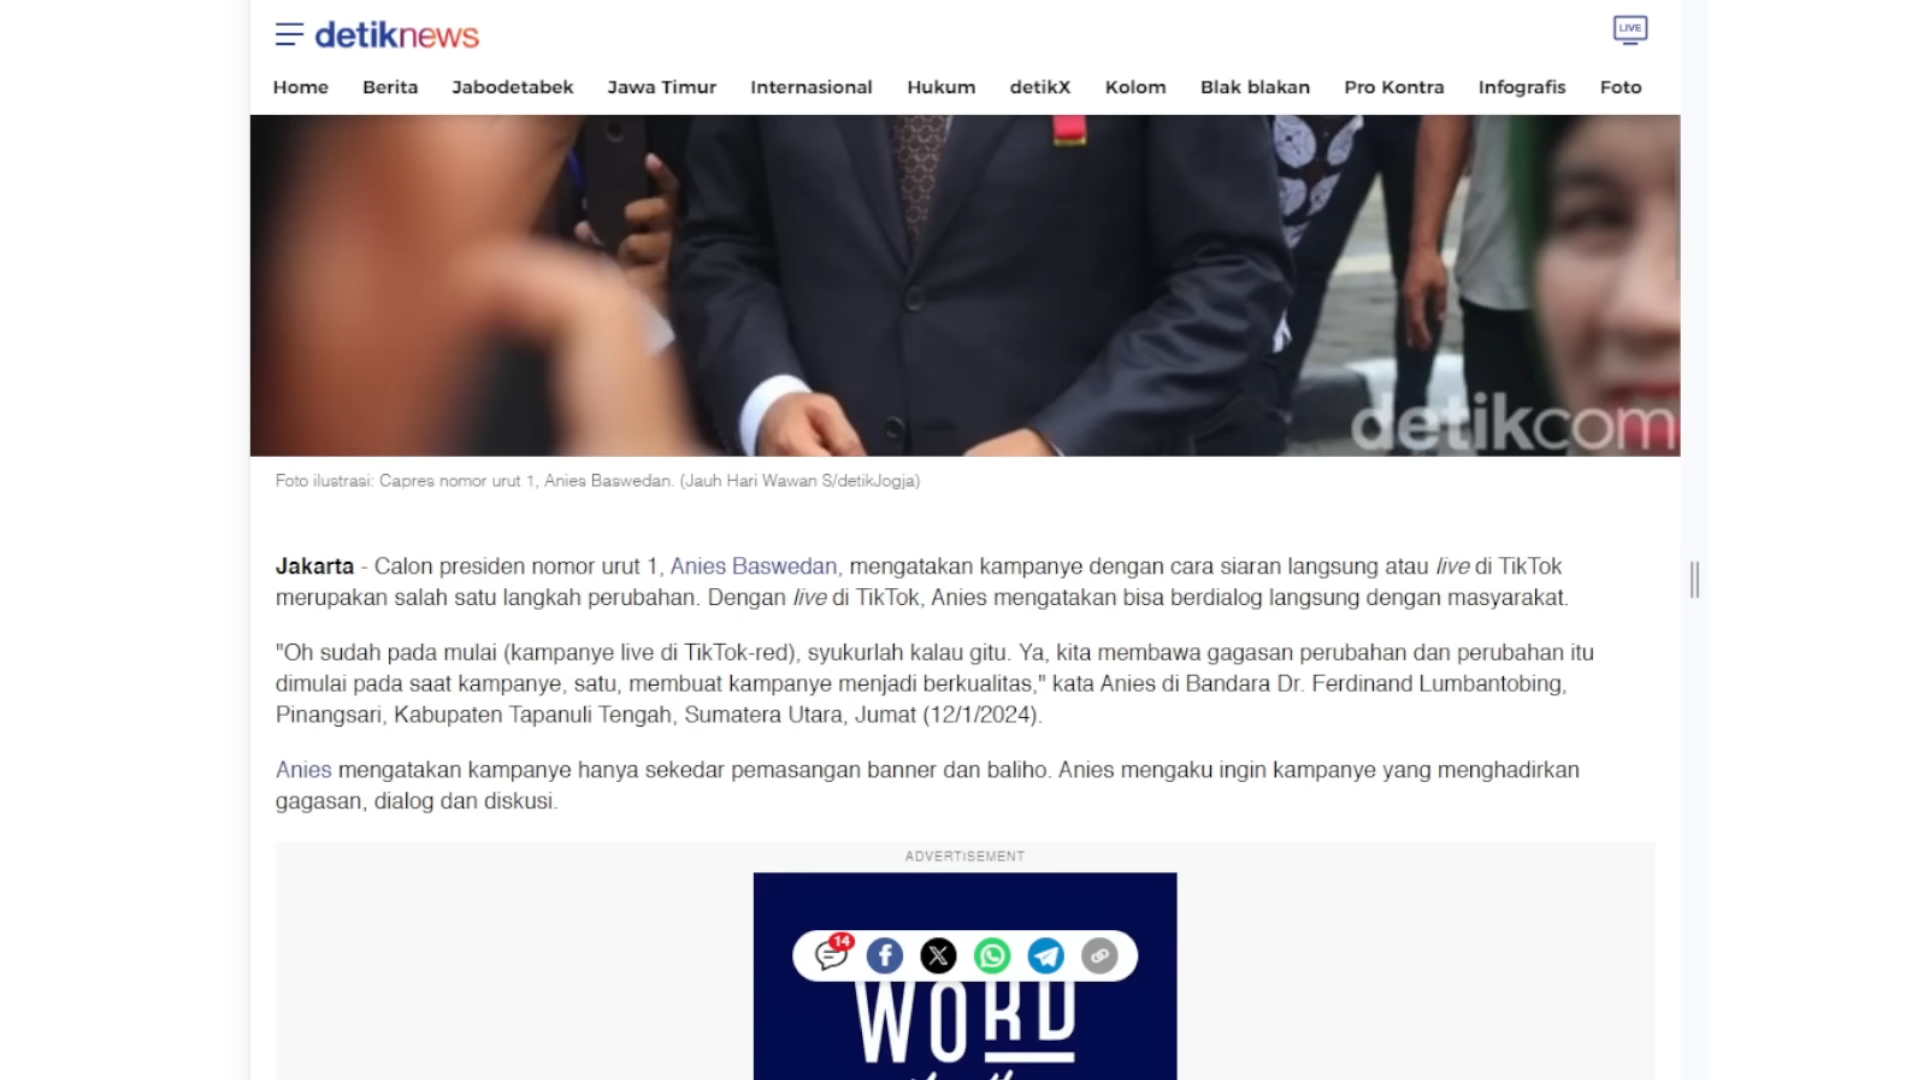 detiknews
LIVE
Home Berita Jabodetabek Jawa Timur Internasional Hukum detikX Kolom Blak blakan Pro Kontra Infografis Foto
detikcom
Foto ilustrasi: Capres nomor urut 1, Anies Baswedan. (Jauh Hari Wawan S/detikJogja)
Jakarta - Calon presiden nomor urut 1, Anies Baswedan, mengatakan kampanye dengan cara siaran langsung atau live di TikTok
merupakan salah satu langkah perubahan. Dengan live di TikTok, Anies mengatakan bisa berdialog langsung dengan masyarakat.
"Oh sudah pada mulai (kampanye live di TikTok-red), syukurlah kalau gitu. Ya, kita membawa gagasan perubahan dan perubahan itu
dimulai pada saat kampanye, satu, membuat kampanye menjadi berkualitas," kata Anies di Bandara Dr. Ferdinand Lumbantobing,
Pinangsari, Kabupaten Tapanuli Tengah, Sumatera Utara, Jumat (12/1/2024).
Anies mengatakan kampanye hanya sekedar pemasangan banner dan baliho. Anies mengaku ingin kampanye yang menghadirkan
gagasan, dialog dan diskusi.
ADVERTISEMENT
14
WORD